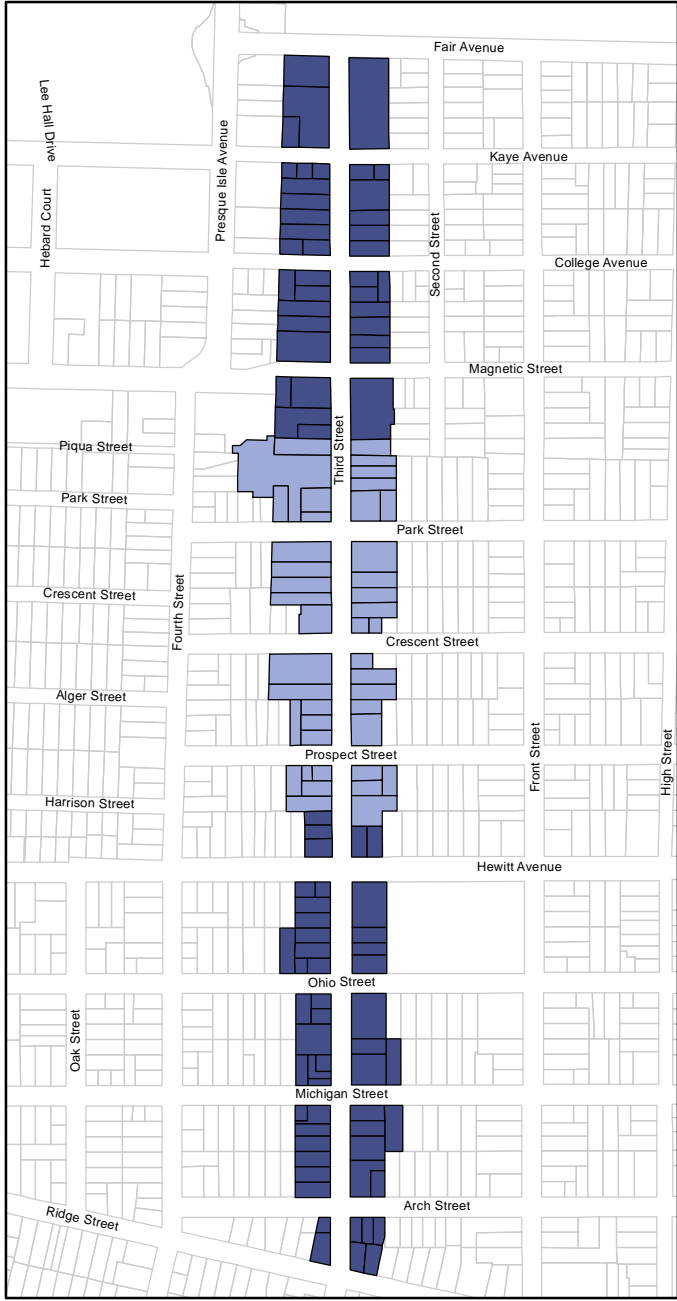 Fair Avenue
Lee Hall Drive
Presque Isle Avenue
Kaye Avenue
Hebard Court
Second Street
College Avenue
Magnetic Street
Third Street
Piqua Street
Park Street
Park Street
Crescent Street
Fourth Street
Crescent Street
Alger Street
Front Street
High Street
Prospect Street
Harrison Street
Hewitt Avenue
Ohio Street
Oak Street
Michigan Street
Arch Street
Ridge Street